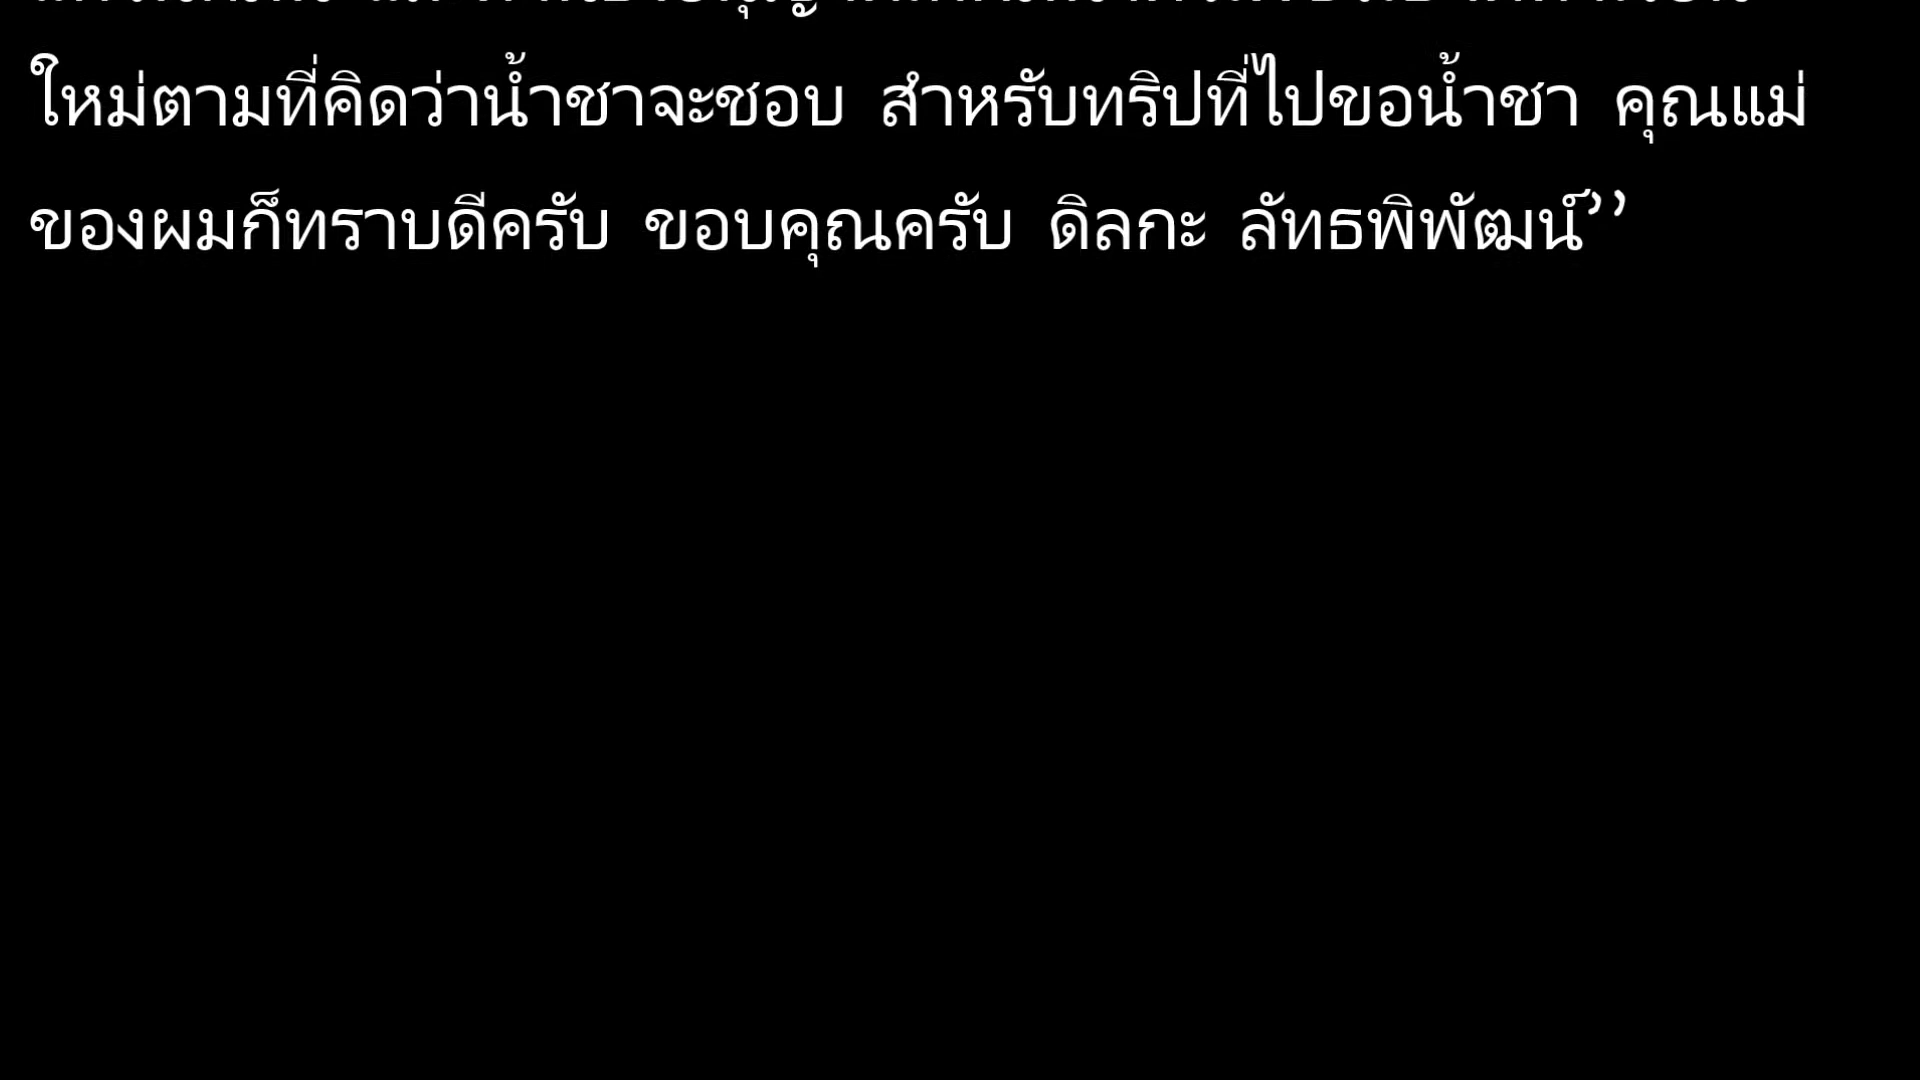 ใหม่ตามที่คิดว่าน้ำชาจะชอบ สำหรับทริปที่ไปขอน้ำชา คุณแม่
ของผมก็ทราบดีครับ ขอบคุณครับ ดิลกะ ลัทธพิพัฒน์’’